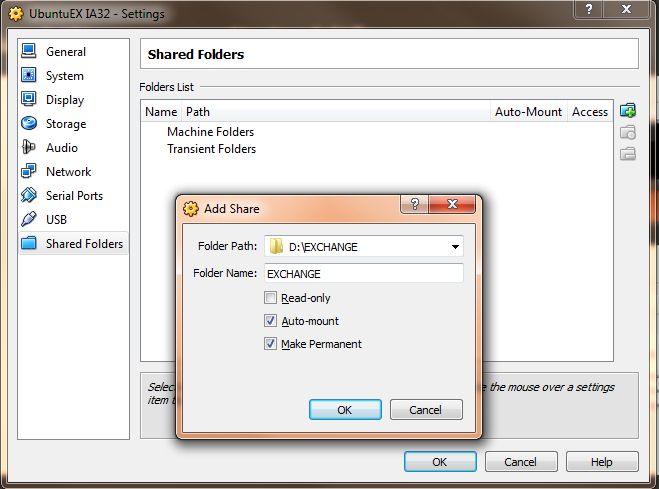 UbuntuEX IA32 - Settings
General
System
Display
Storage
Audio
Network
Serial Ports
USB
Shared Folders
Shared Folders
Folders List
Name Path Auto-Mount Access
Machine Folders
Transient Folders
Add Share
Folder Path: D:\EXCHANGE
Folder Name: EXCHANGE
Read-only
Auto-mount
Make Permanent
OK Cancel
Selec
e the mouse over a settings
item t
OK Cancel Help